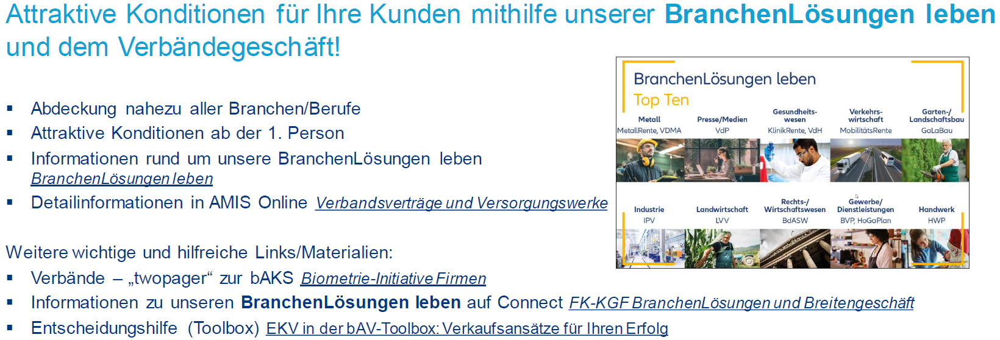 Attraktive Konditionen für Ihre Kunden mithilfe unserer BranchenLösungen leben
und dem Verbändegeschäft!
▪ Abdeckung nahezu aller Branchen/Berufe
▪ Attraktive Konditionen ab der 1. Person
▪ Informationen rund um unsere BranchenLösungen leben
BranchenLösungen leben
▪ Detailinformationen in AMIS Online Verbandsverträge und Versorgungswerke
BranchenLösungen leben
Top Ten
Metall
MetallRente, VDMA
Presse/Medien
VdP
Gesundheits-
wesen
KlinikRente, VdH
Verkehrs-
wirtschaft
MobilitätsRente
Garten-/
Landschaftsbau
GaLaBau
Industrie
IPV
Landwirtschaft
LVV
Rechts-/
Wirtschaftswesen
BdASW
Gewerbe/
Dienstleistungen
BVP, HoGaPlan
Handwerk
HWP
Weitere wichtige und hilfreiche Links/Materialien:
▪ Verbände – „twopager“ zur bAKS Biometrie-Initiative Firmen
▪ Informationen zu unseren BranchenLösungen leben auf Connect FK-KGF BranchenLösungen und Breitengeschäft
▪ Entscheidungshilfe (Toolbox) EKV in der bAV-Toolbox: Verkaufsansätze für Ihren Erfolg